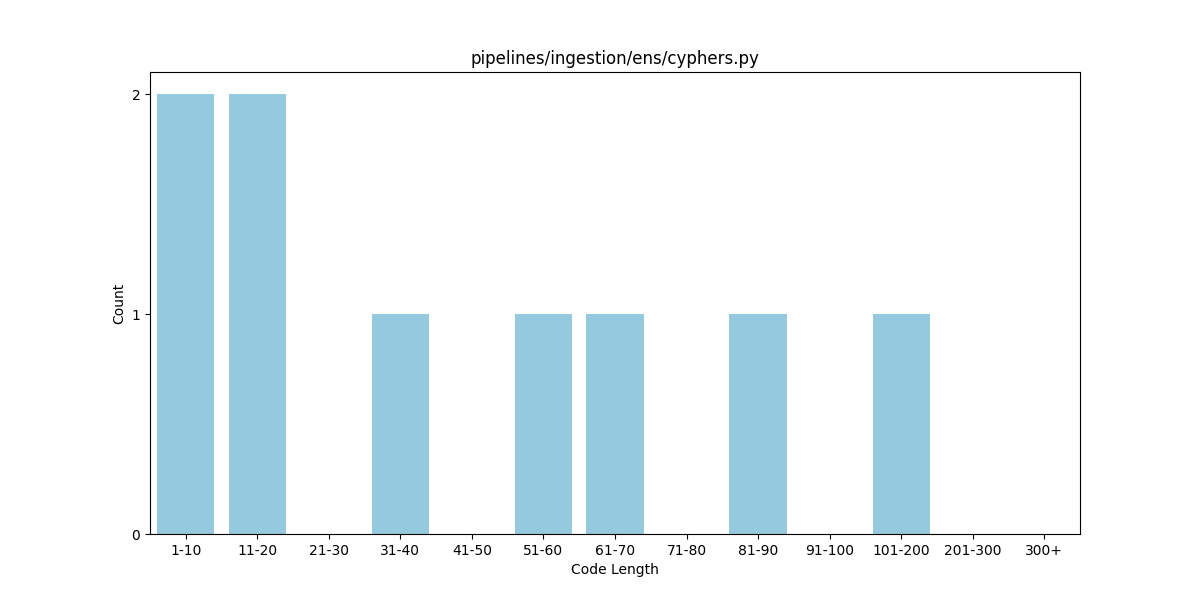 pipelines/ingestion/ens/cyphers.py
2
1
0
Count
1-10 11-20 21-30 31-40 41-50 51-60 61-70 71-80 81-90 91-100 101-200 201-300 300+
Code Length